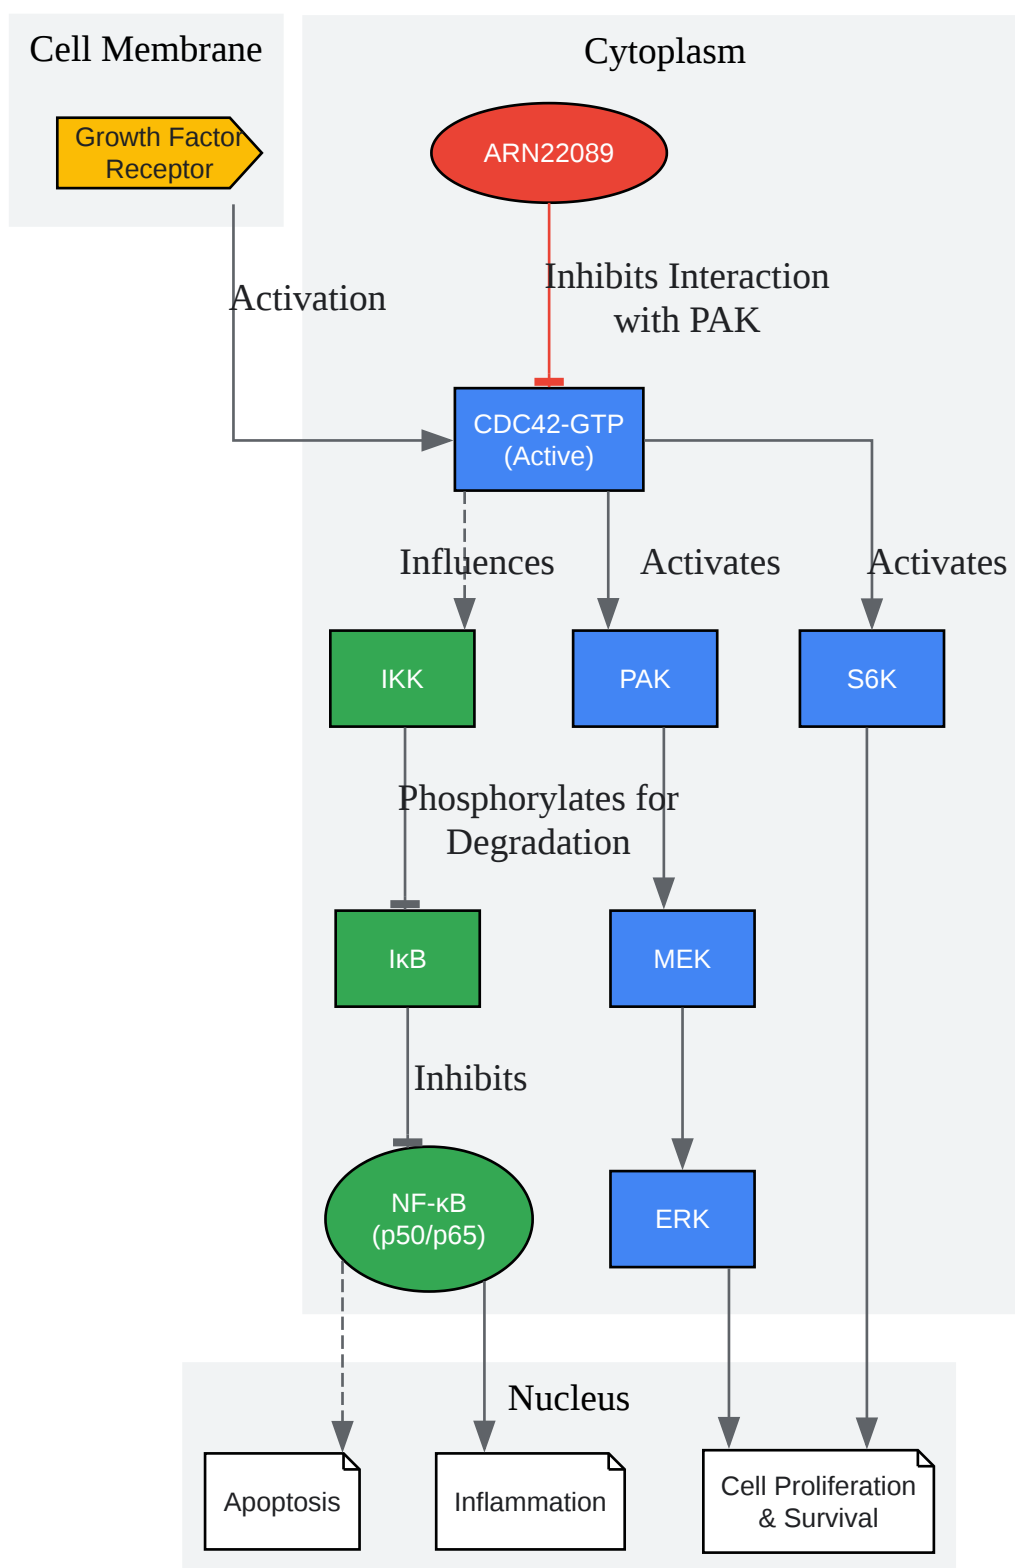 Cell Membrane
Cytoplasm
Growth Factor
Receptor
ARN22089
Activation
Inhibits Interaction
with PAK
CDC42-GTP
(Active)
Influences
Activates
Activates
IKK
PAK
S6K
Phosphorylates for
Degradation
IκB
MEK
Inhibits
NF-κB
(p50/p65)
ERK
Nucleus
Apoptosis
Inflammation
Cell Proliferation
& Survival